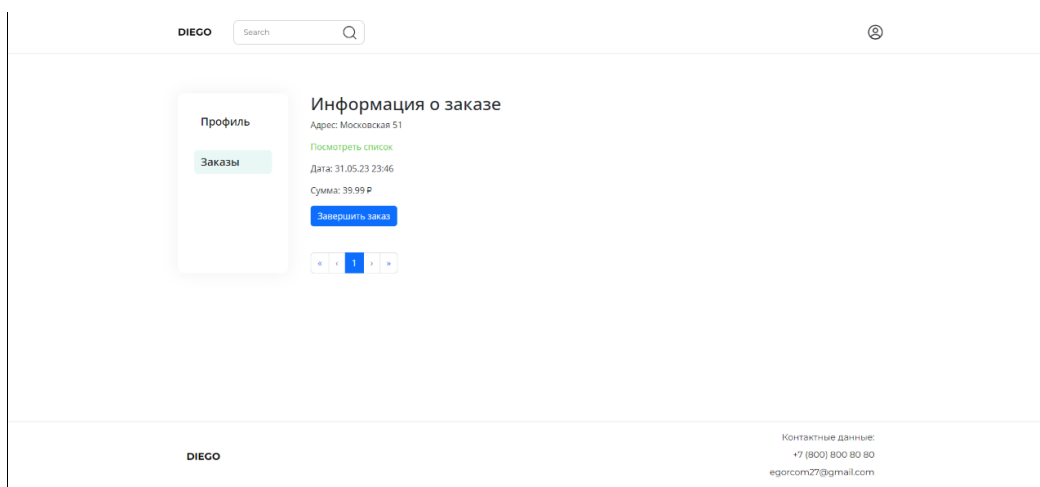 DIEGO
Search
Профиль
Заказы
Информация о заказе
Адрес: Московская 51
Посмотреть список
Дата: 31.05.23 23:46
Сумма: 39.99 ₽
Завершить заказ
« ‹ 1 › »
DIEGO
Контактные данные:
+7 (800) 800 80 80
egorcom27@gmail.com